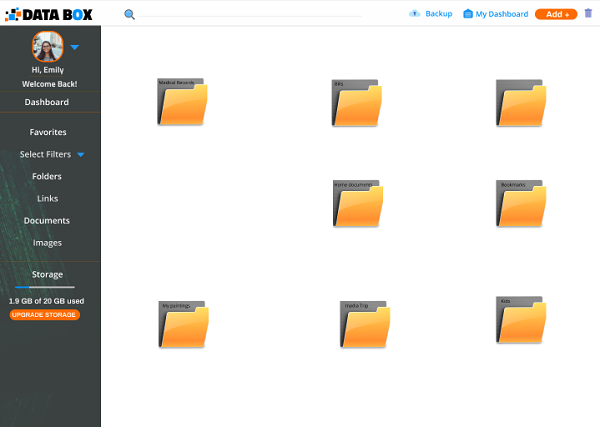 DATA BOX
Backup
My Dashboard
Add +
Hi, Emily
Welcome Back!
Dashboard
Favorites
Select Filters
Folders
Links
Documents
Images
Storage
1.9 GB of 20 GB used
UPGRADE STORAGE
Medical Records
Home documents
Bookmarks
My paintings
media Trip
Kids